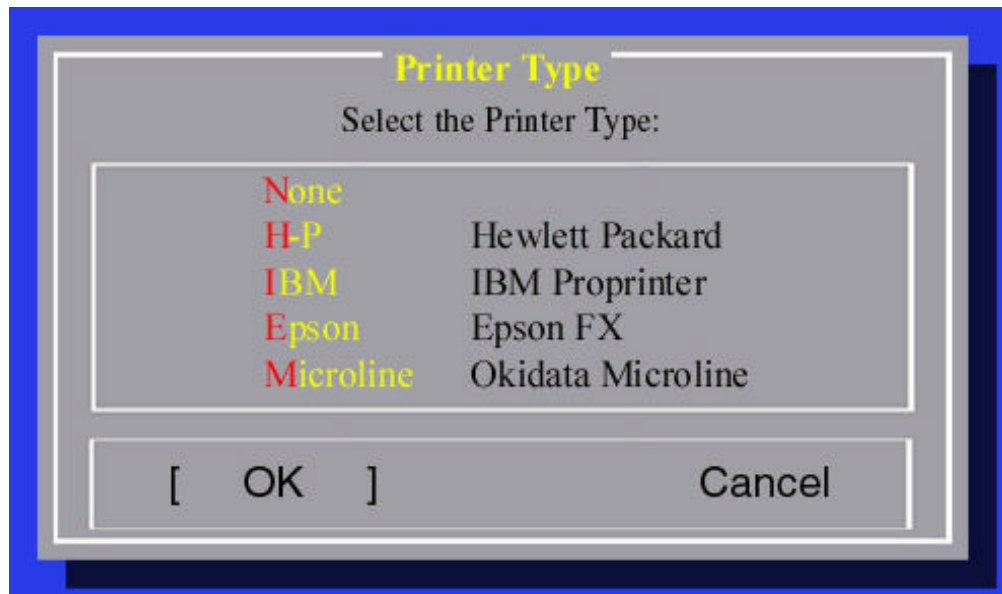 Printer Type
Select the Printer Type:
None
H-P Hewlett Packard
IBM IBM Proprinter
Epson Epson FX
Microline Okidata Microline
[ OK ] Cancel